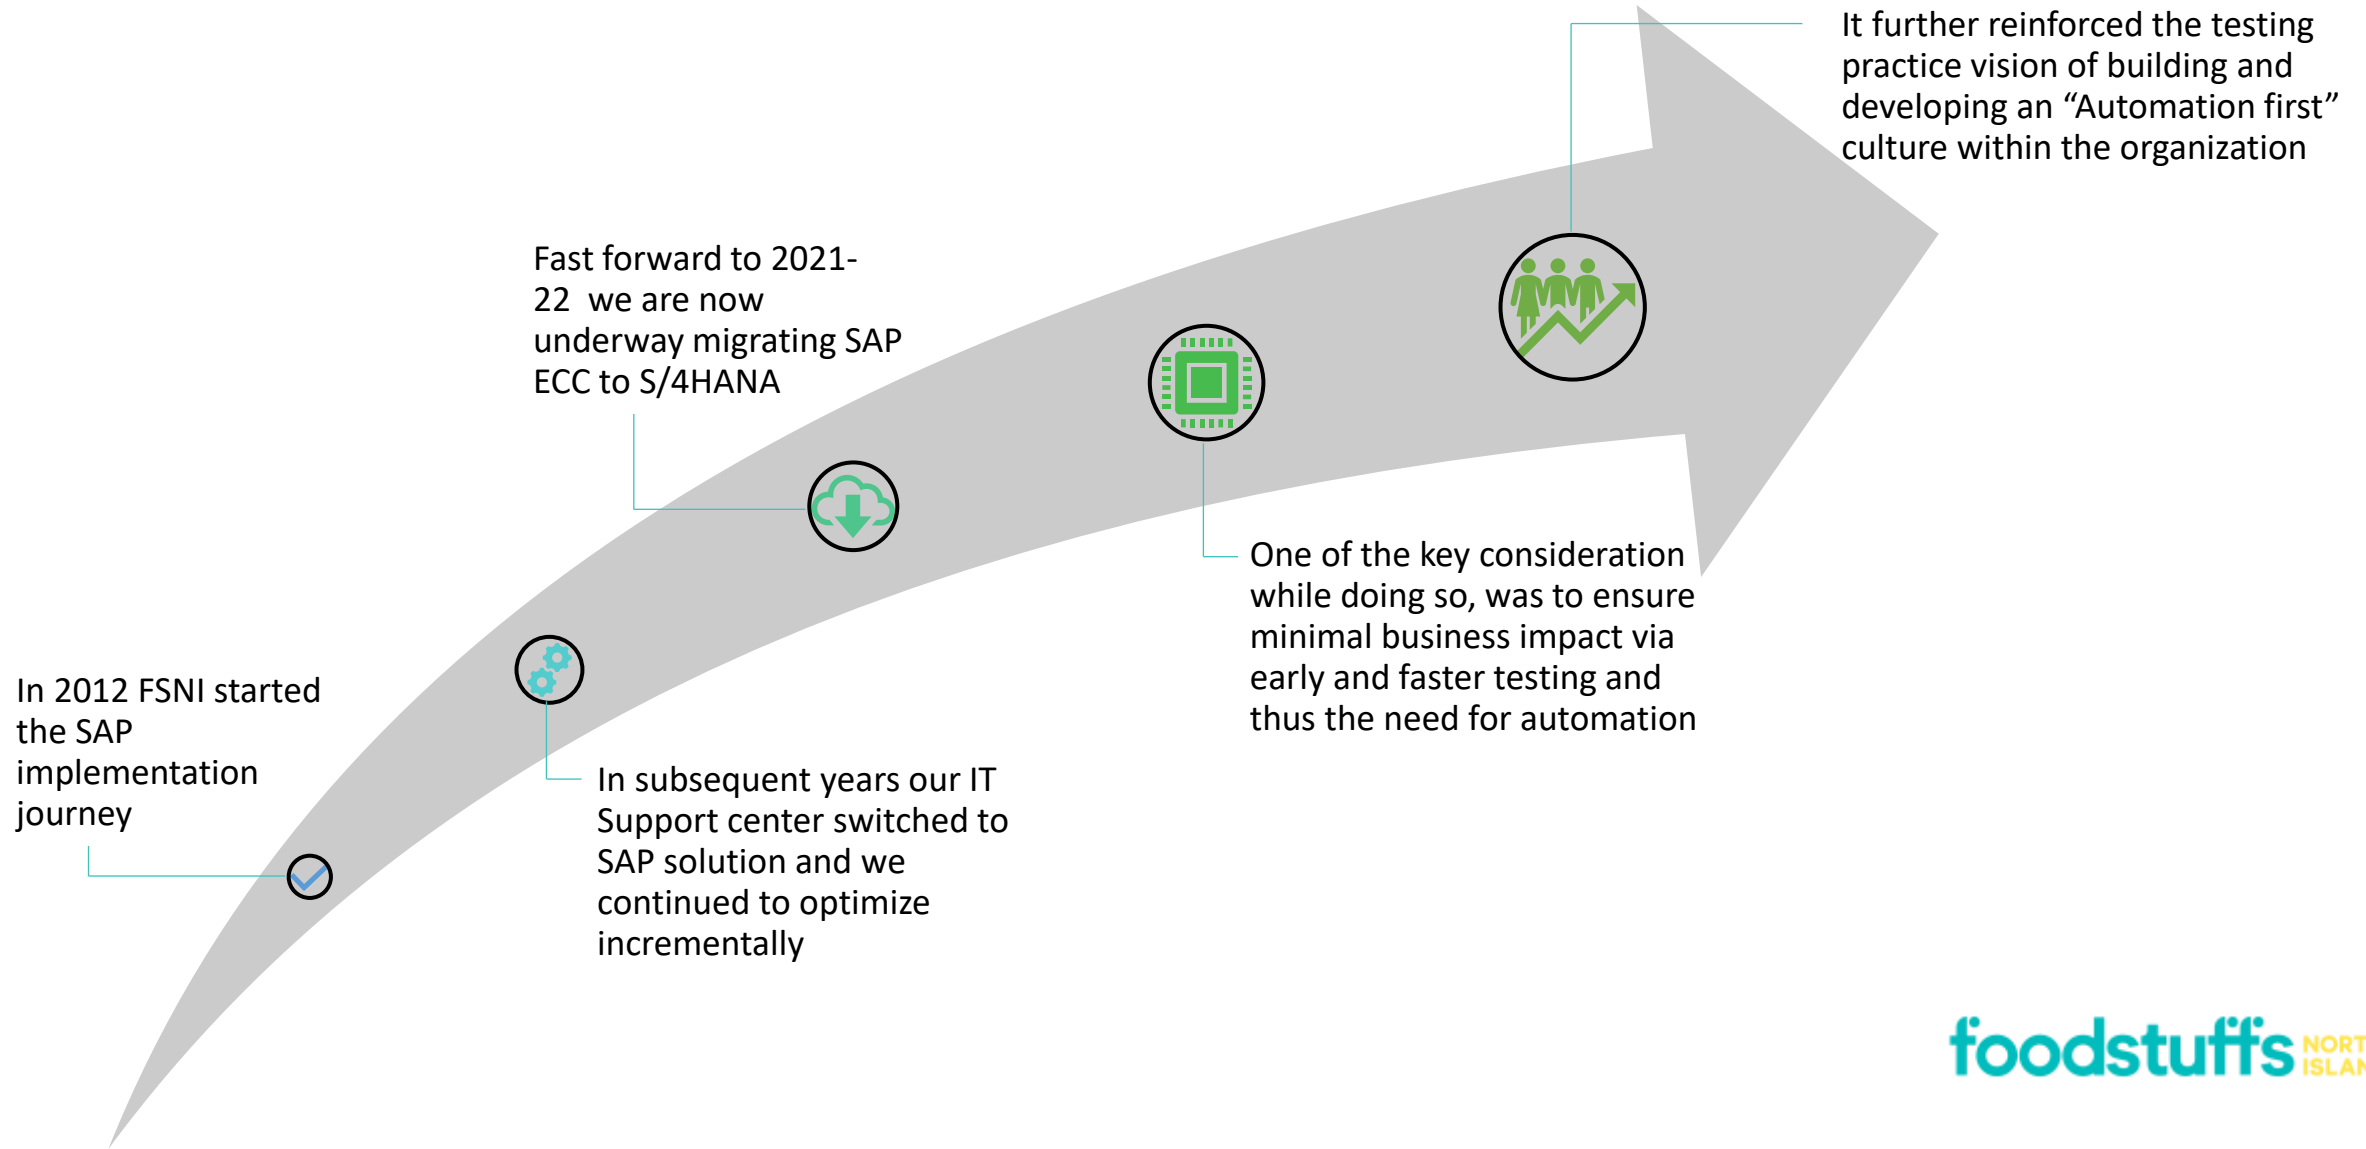 In 2012 FSNI started
the SAP
implementation
journey
In subsequent years our IT
Support center switched to
SAP solution and we
continued to optimize
incrementally
Fast forward to 2021-
22  we are now
underway migrating SAP
ECC to S/4HANA
One of the key consideration
while doing so, was to ensure
minimal business impact via
early and faster testing and
thus the need for automation
It further reinforced the testing
practice vision of building and
developing an “Automation first”
culture within the organization
foodstuffs
NORT
ISLAN